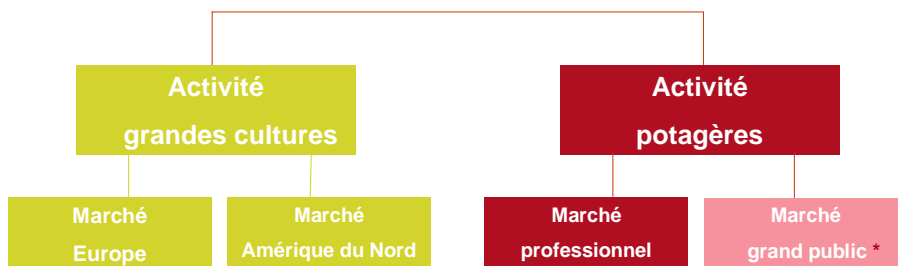 Activité
grandes cultures
Activité
potagères
Marché
Europe
Marché
Amérique du Nord
Marché
professionnel
Marché
grand public *